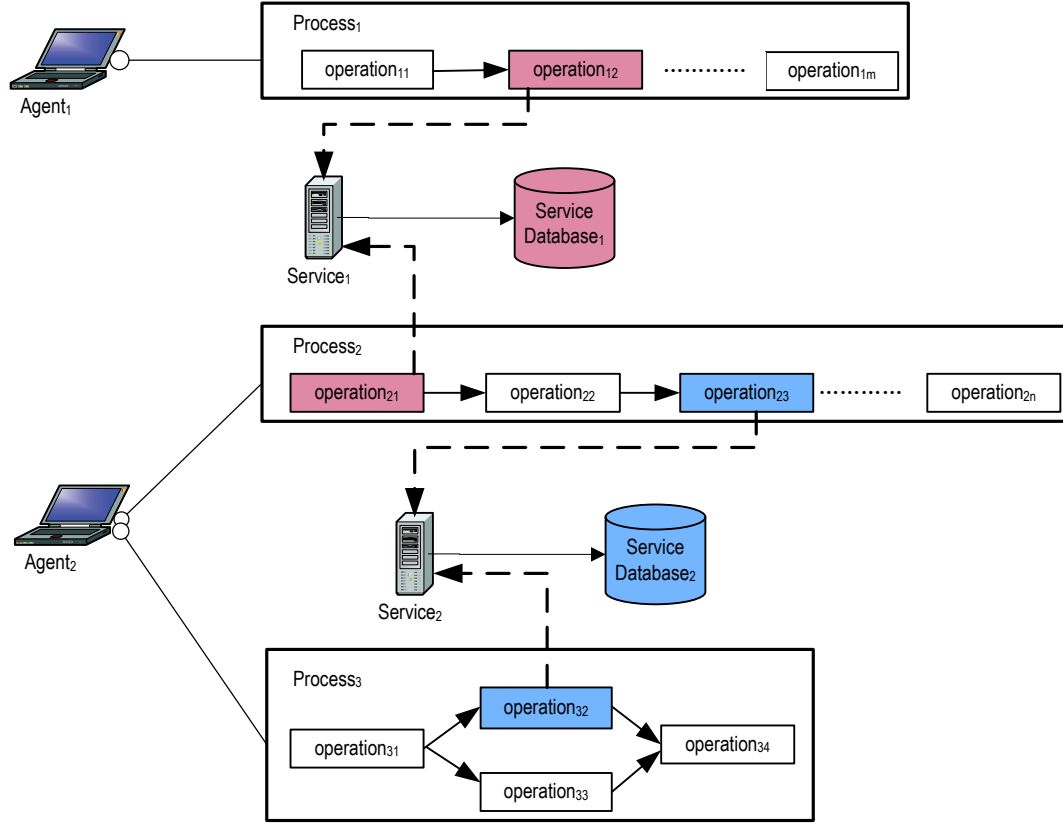 Process₁
operation₁₁
operation₁₂
............
operation₁ₘ
Agent₁
Service
Database₁
Service₁
Process₂
operation₂₁
operation₂₂
operation₂₃
............
operation₂ₙ
Service
Database₂
Agent₂
Service₂
Process₃
operation₃₂
operation₃₁
operation₃₄
operation₃₃